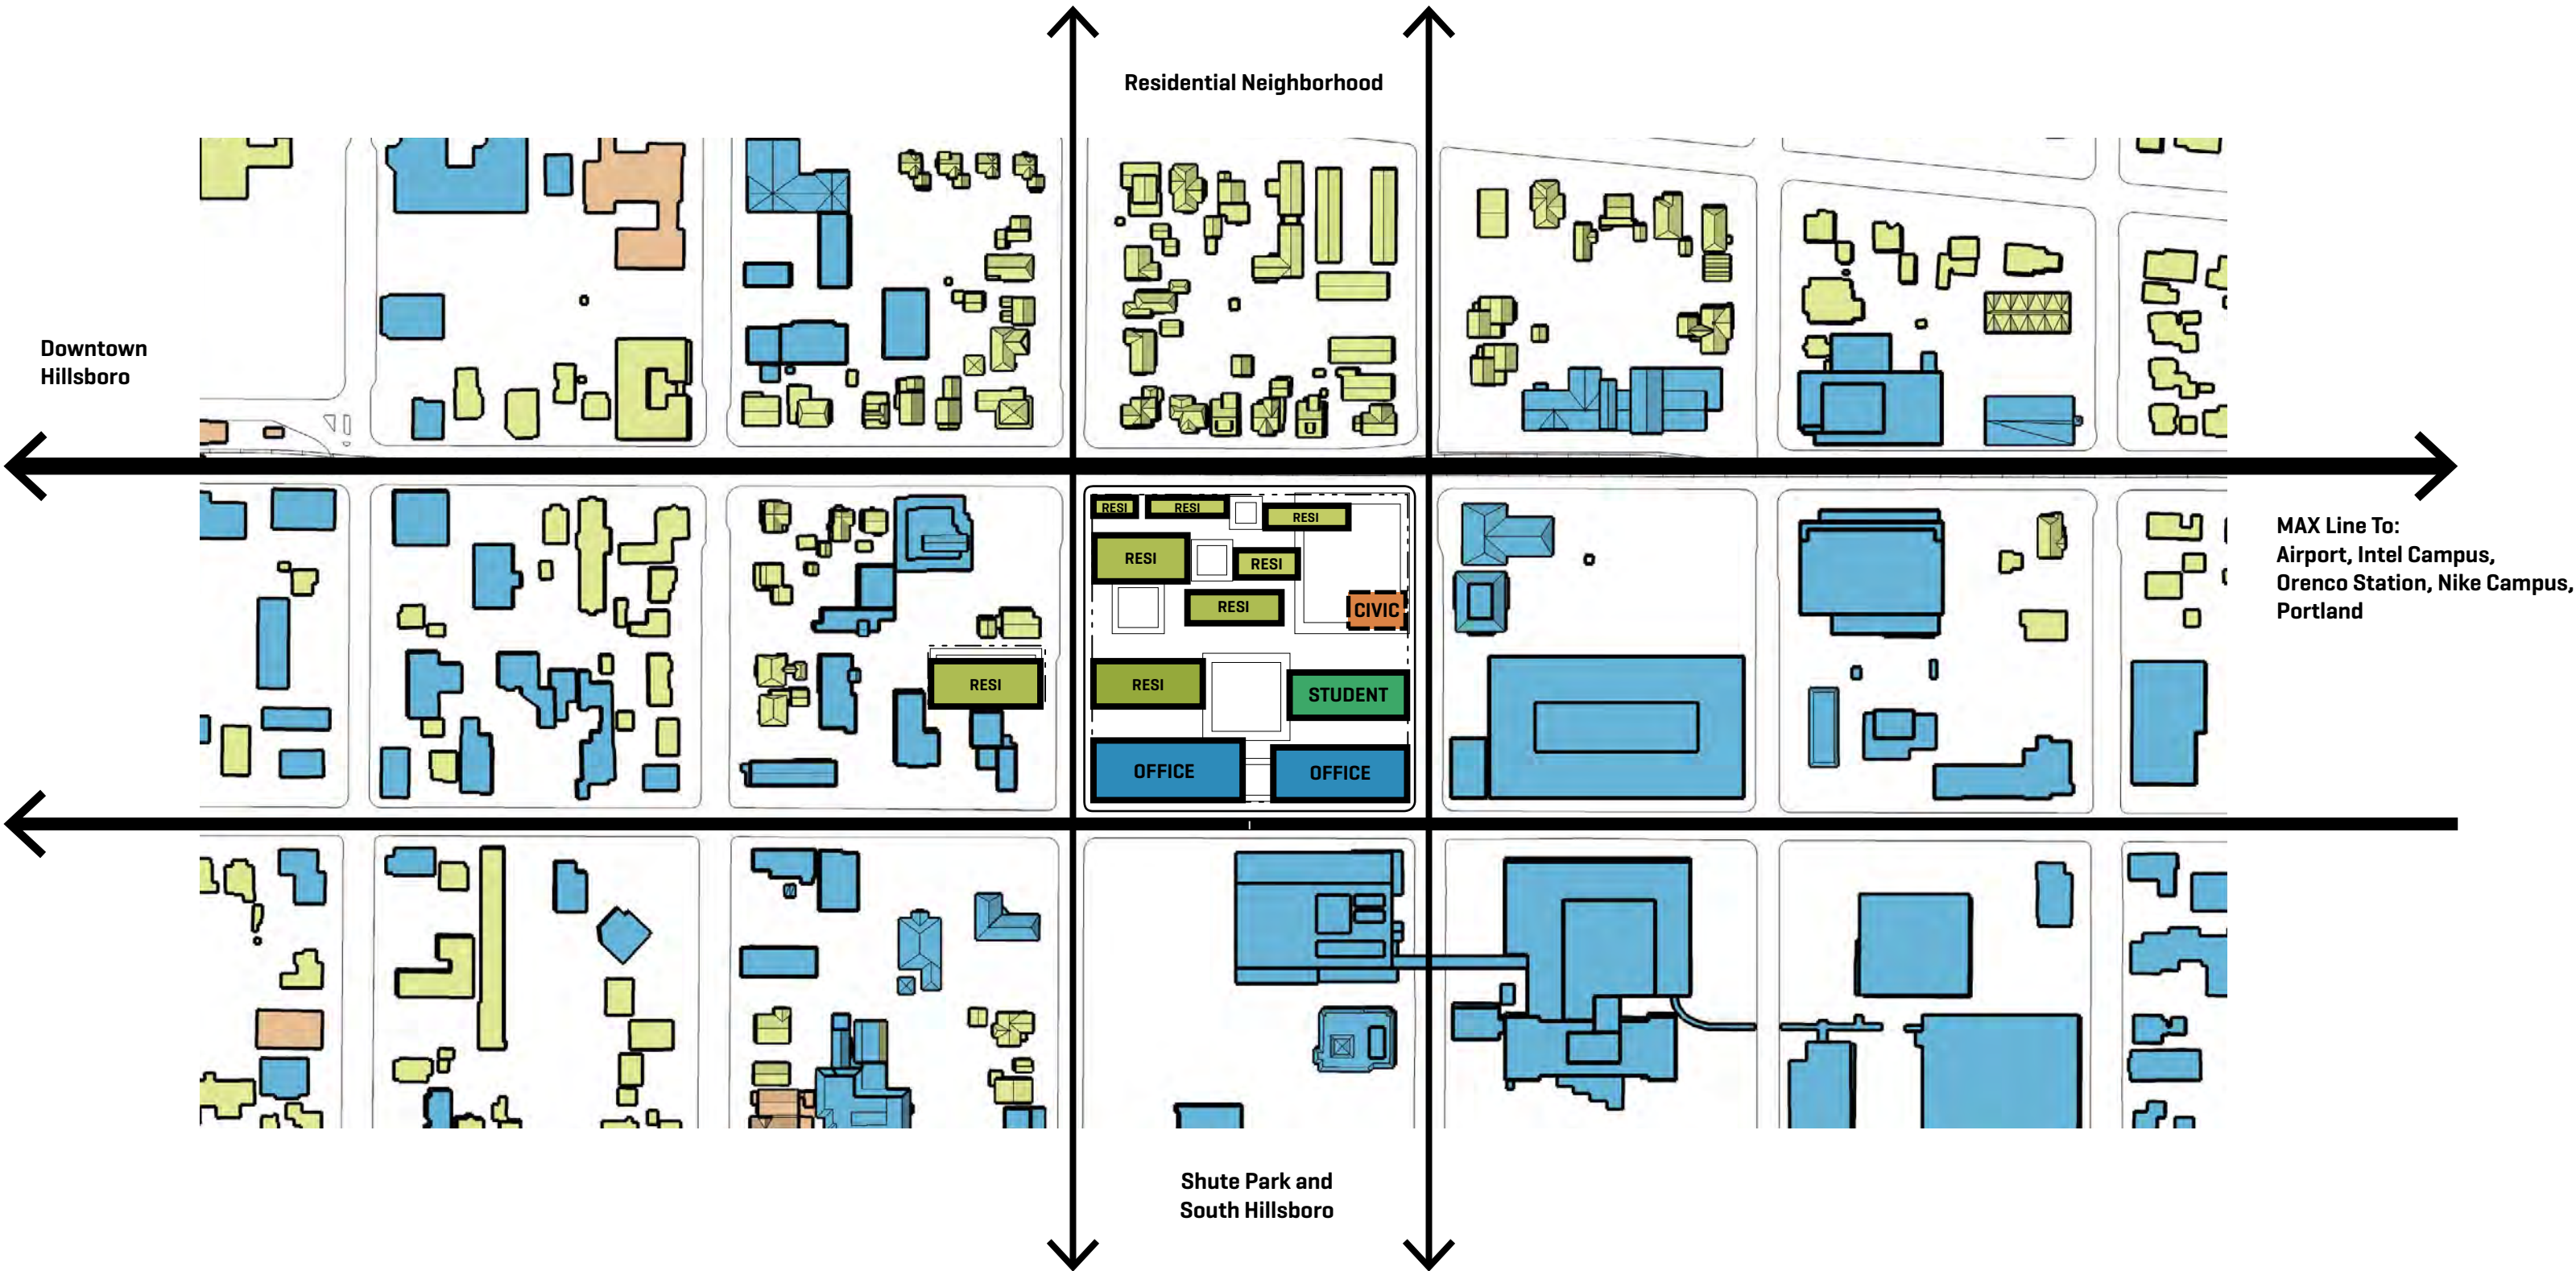 Residential Neighborhood
Downtown
Hillsboro
RESI
RESI
RESI
RESI
RESI
RESI
CIVIC
RESI
RESI
STUDENT
OFFICE
OFFICE
MAX Line To:
Airport, Intel Campus,
Orenco Station, Nike Campus,
Portland
Shute Park and
South Hillsboro